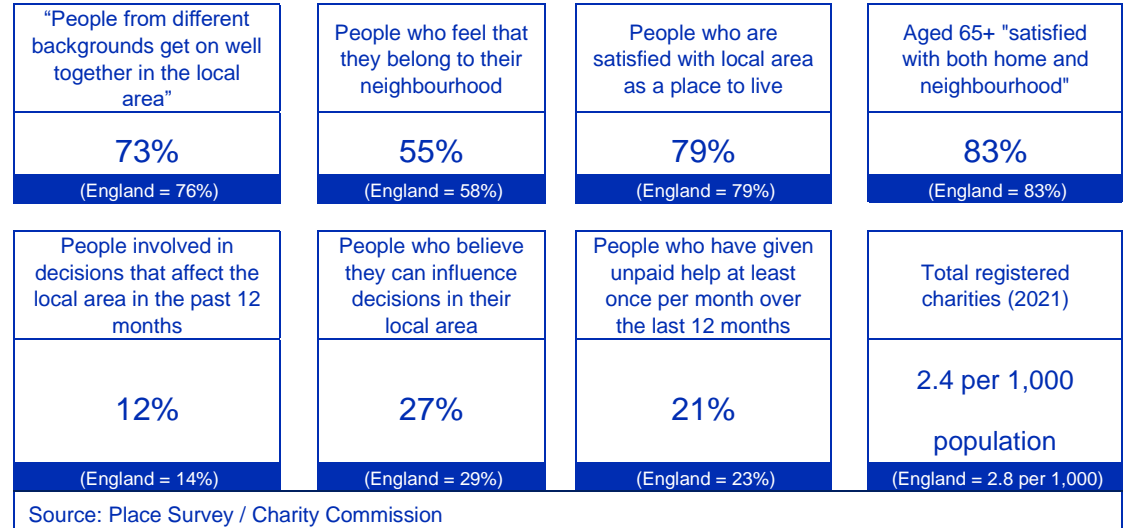 “People from different
backgrounds get on well
together in the local
area”
73%
(England = 76%)
People who feel that
they belong to their
neighbourhood
55%
(England = 58%)
People who are
satisfied with local area
as a place to live
79%
(England = 79%)
Aged 65+ "satisfied
with both home and
neighbourhood"
83%
(England = 83%)
People involved in
decisions that affect the
local area in the past 12
months
12%
(England = 14%)
People who believe
they can influence
decisions in their
local area
27%
(England = 29%)
People who have given
unpaid help at least
once per month over
the last 12 months
21%
(England = 23%)
Total registered
charities (2021)
2.4 per 1,000
population
(England = 2.8 per 1,000)
Source: Place Survey / Charity Commission